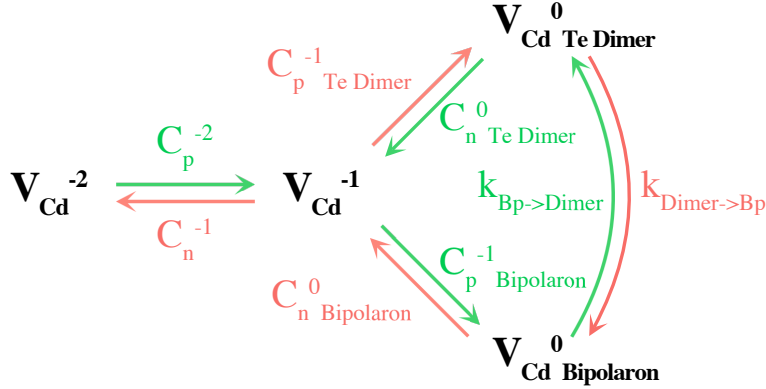 V_Cd^0 Te Dimer
C_p^-1 Te Dimer
C_n^0 Te Dimer
C_p^-2
V_Cd^-2
V_Cd^-1
k_Bp->Dimer
k_Dimer->Bp
C_n^-1
C_p^-1 Bipolaron
C_n^0 Bipolaron
V_Cd^0 Bipolaron